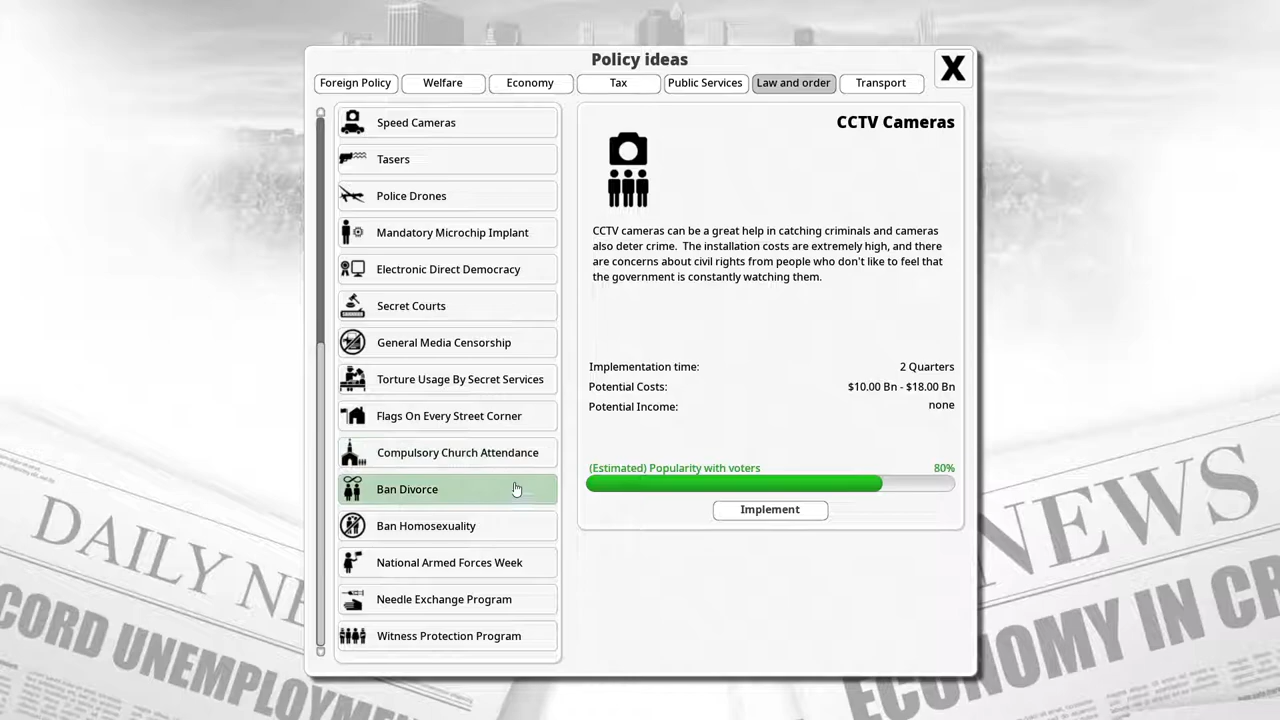 Policy ideas
X
Foreign Policy
Welfare
Economy
Tax
Public Services
Law and order
Transport
Speed Cameras
Tasers
Police Drones
Mandatory Microchip Implant
Electronic Direct Democracy
Secret Courts
General Media Censorship
Torture Usage By Secret Services
Flags On Every Street Corner
Compulsory Church Attendance
Ban Divorce
Ban Homosexuality
National Armed Forces Week
Needle Exchange Program
Witness Protection Program
CCTV Cameras
CCTV cameras can be a great help in catching criminals and cameras
also deter crime.  The installation costs are extremely high, and there
are concerns about civil rights from people who don't like to feel that
the government is constantly watching them.
Implementation time: 2 Quarters
Potential Costs: $10.00 Bn - $18.00 Bn
Potential Income: none
(Estimated) Popularity with voters 80%
Implement
DAILY NE
CORD UNEMPLOYM
NEWS
ECONOMY IN CR